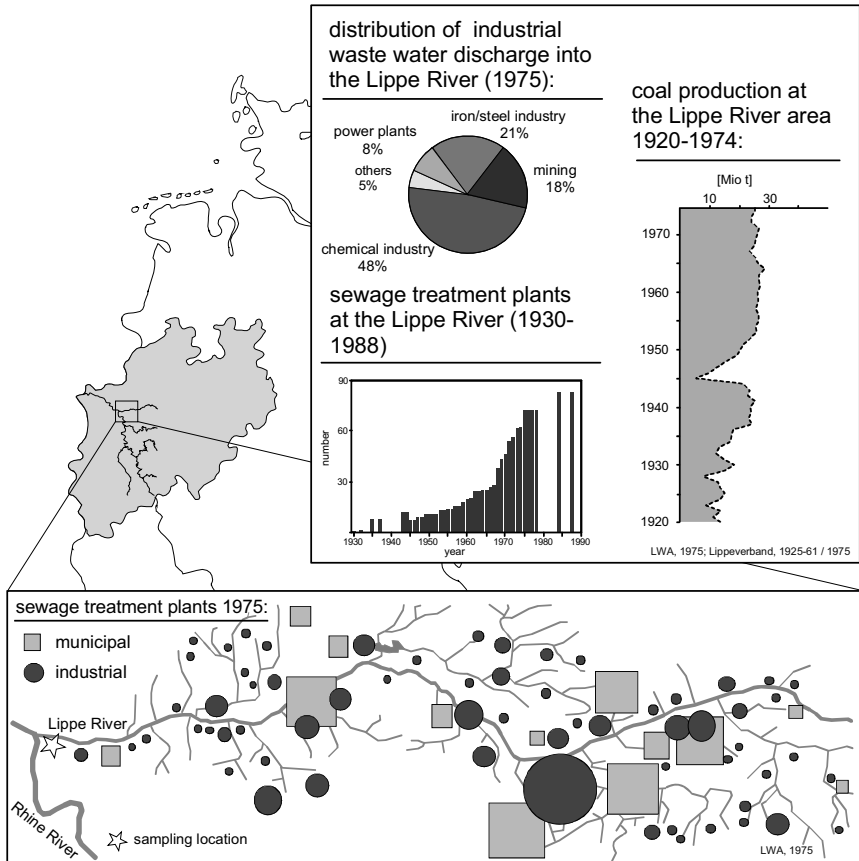 distribution of industrial
waste water discharge into
the Lippe River (1975):
iron/steel industry
21%
power plants
8%
others
5%
mining
18%
chemical industry
48%
coal production at
the Lippe River area
1920-1974:
[Mio t]
10 30
1970
1960
1950
1940
1930
1920
LWA, 1975; Lippeverband, 1925-61 / 1975
sewage treatment plants
at the Lippe River (1930-
1988)
90
60
30
number
1930 1940 1950 1960 1970 1980 1990
year
sewage treatment plants 1975:
municipal
industrial
Lippe River
Rhine River
sampling location
LWA, 1975